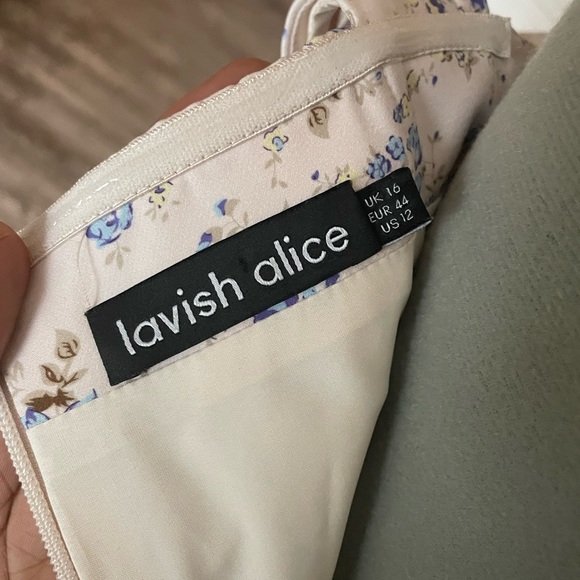 lavish alice
UK 16
EUR 44
US 12